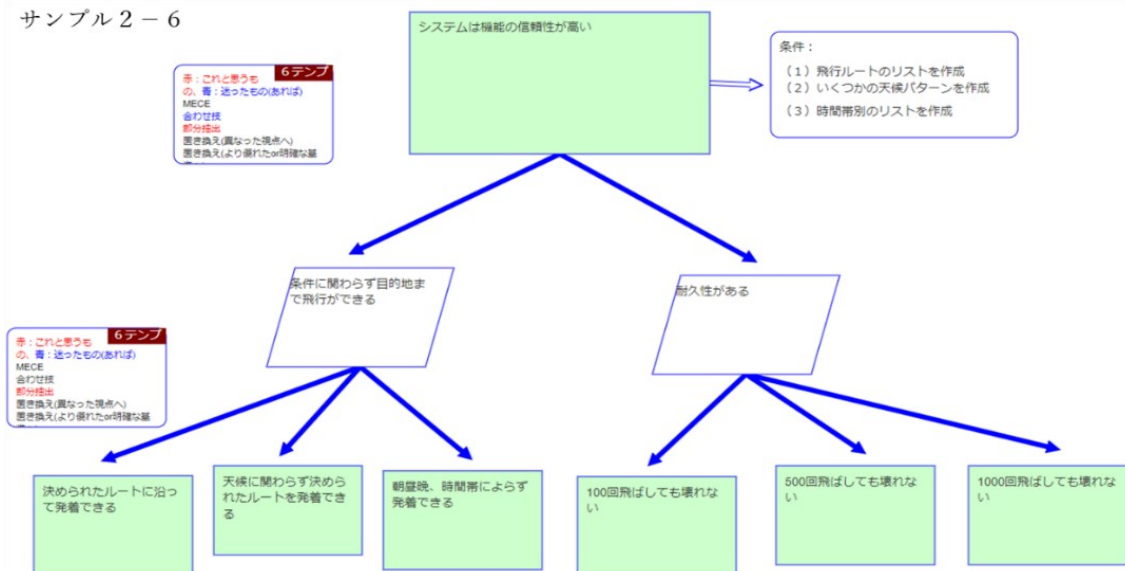 サンプル２－６
システムは機能の信頼性が高い
条件：
（１）飛行ルートのリストを作成
（２）いくつかの天候パターンを作成
（３）時間帯別のリストを作成
６テンプ
赤：これと思うも
の、青：迷ったもの(あれば)
MECE
合わせ技
部分抽出
置き換え(異なった視点へ)
置き換え(より優れたor明確な基
条件に関わらず目的地ま
で飛行ができる
耐久性がある
６テンプ
赤：これと思うも
の、青：迷ったもの(あれば)
MECE
合わせ技
部分抽出
置き換え(異なった視点へ)
置き換え(より優れたor明確な基
決められたルートに沿っ
て発着できる
天候に関わらず決めら
れたルートを発着でき
る
朝昼晩、時間帯によらず
発着できる
100回飛ばしても壊れな
い
500回飛ばしても壊れな
い
1000回飛ばしても壊れな
い